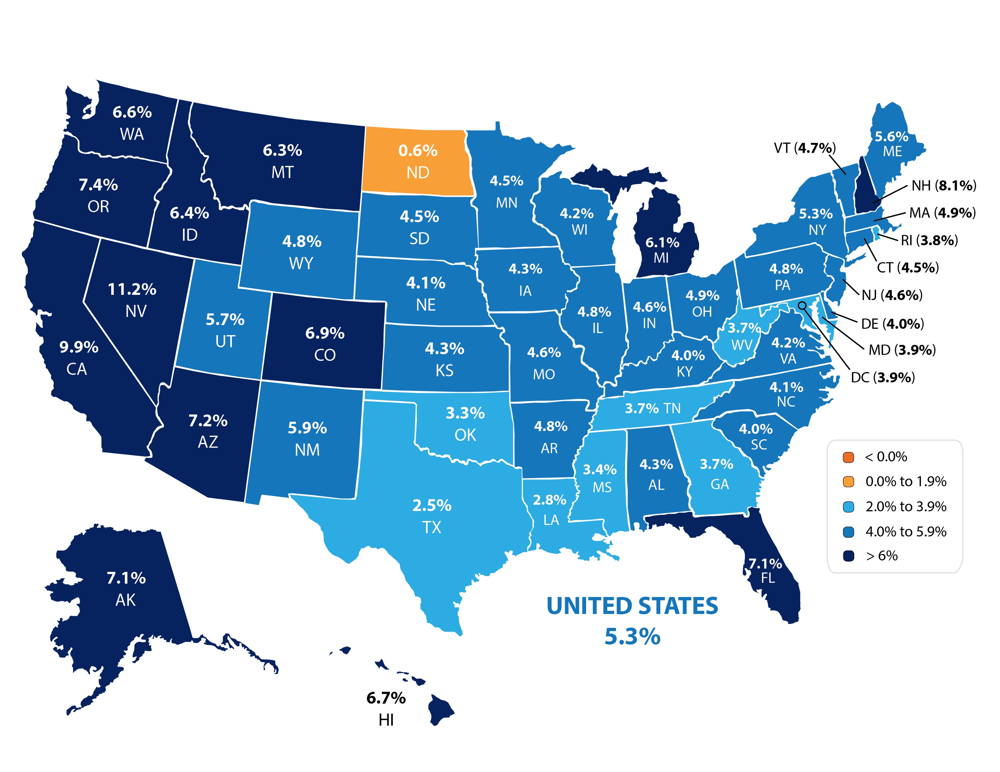 6.6%
WA
6.3%
MT
0.6%
ND
7.4%
OR
6.4%
ID
4.5%
MN
4.5%
SD
4.2%
WI
6.1%
MI
5.6%
ME
VT (4.7%)
NH (8.1%)
5.3%
NY
MA (4.9%)
RI (3.8%)
CT (4.5%)
4.8%
WY
4.3%
IA
4.1%
NE
4.8%
PA
NJ (4.6%)
11.2%
NV
5.7%
UT
6.9%
CO
4.8%
IL
4.6%
IN
4.9%
OH
DE (4.0%)
MD (3.9%)
DC (3.9%)
3.7%
WV
4.2%
VA
9.9%
CA
4.3%
KS
4.6%
MO
4.0%
KY
4.1%
NC
3.7% TN
7.2%
AZ
5.9%
NM
3.3%
OK
4.8%
AR
4.0%
SC
3.4%
MS
4.3%
AL
3.7%
GA
2.5%
TX
2.8%
LA
7.1%
FL
< 0.0%
0.0% to 1.9%
2.0% to 3.9%
4.0% to 5.9%
> 6%
7.1%
AK
6.7%
HI
UNITED STATES
5.3%